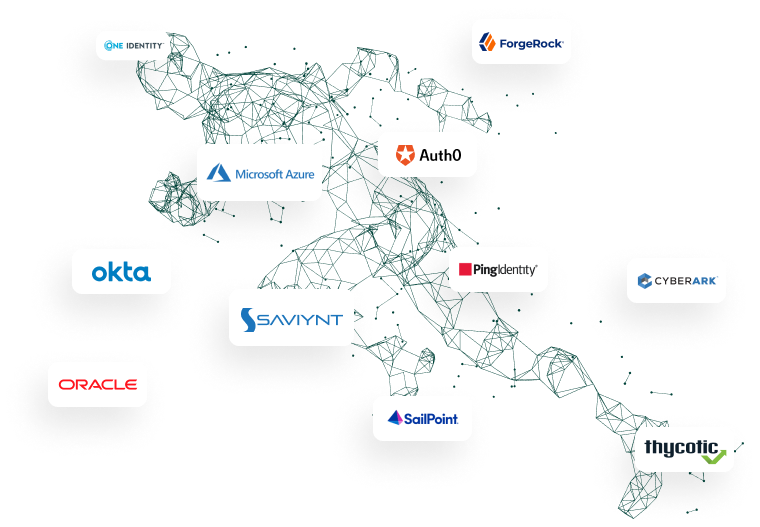 ONE IDENTITY
ForgeRock
Auth0
Microsoft Azure
okta
PingIdentity
CYBERARK
SAVIYNT
ORACLE
SailPoint
thycotic